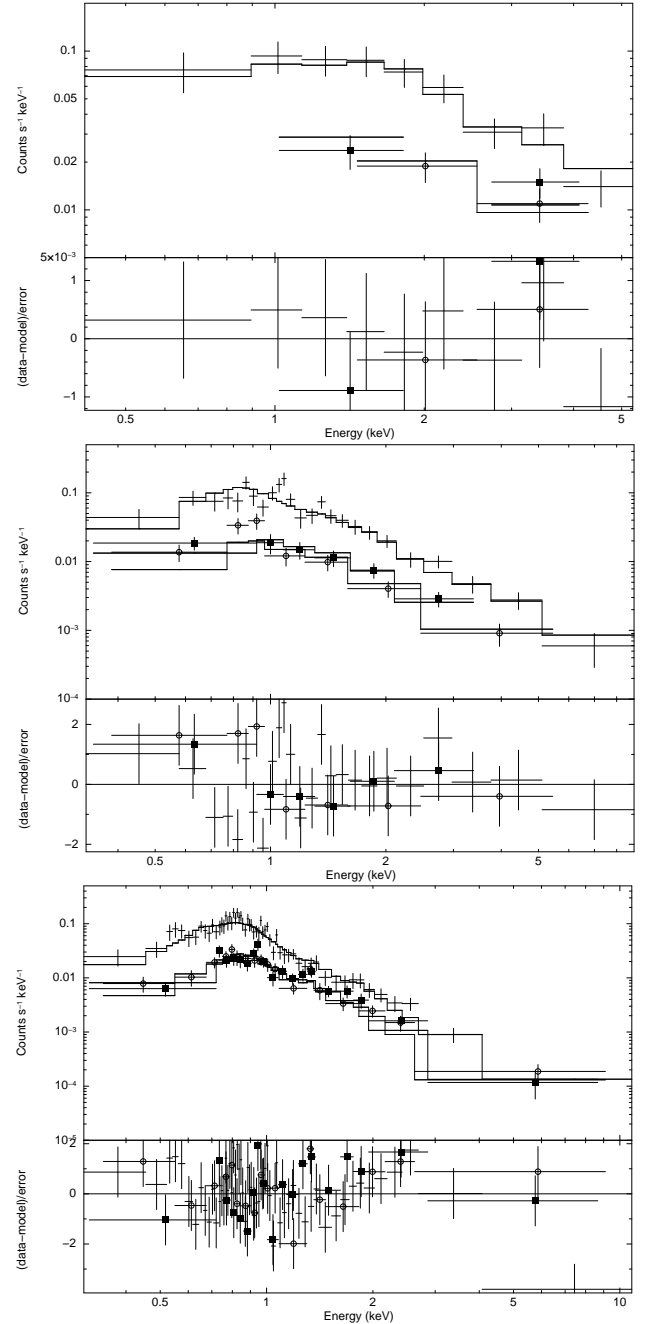 0.1
0.05
0.02
0.01
5×10⁻³
Counts s⁻¹ keV⁻¹
1
0
−1
(data−model)/error
0.5 1 2 5
Energy (keV)
0.1
0.01
10⁻³
10⁻⁴
Counts s⁻¹ keV⁻¹
2
0
−2
(data−model)/error
0.5 1 2 5
Energy (keV)
0.1
0.01
10⁻³
10⁻⁴
Counts s⁻¹ keV⁻¹
2
0
−2
(data−model)/error
0.5 1 2 5 10
Energy (keV)